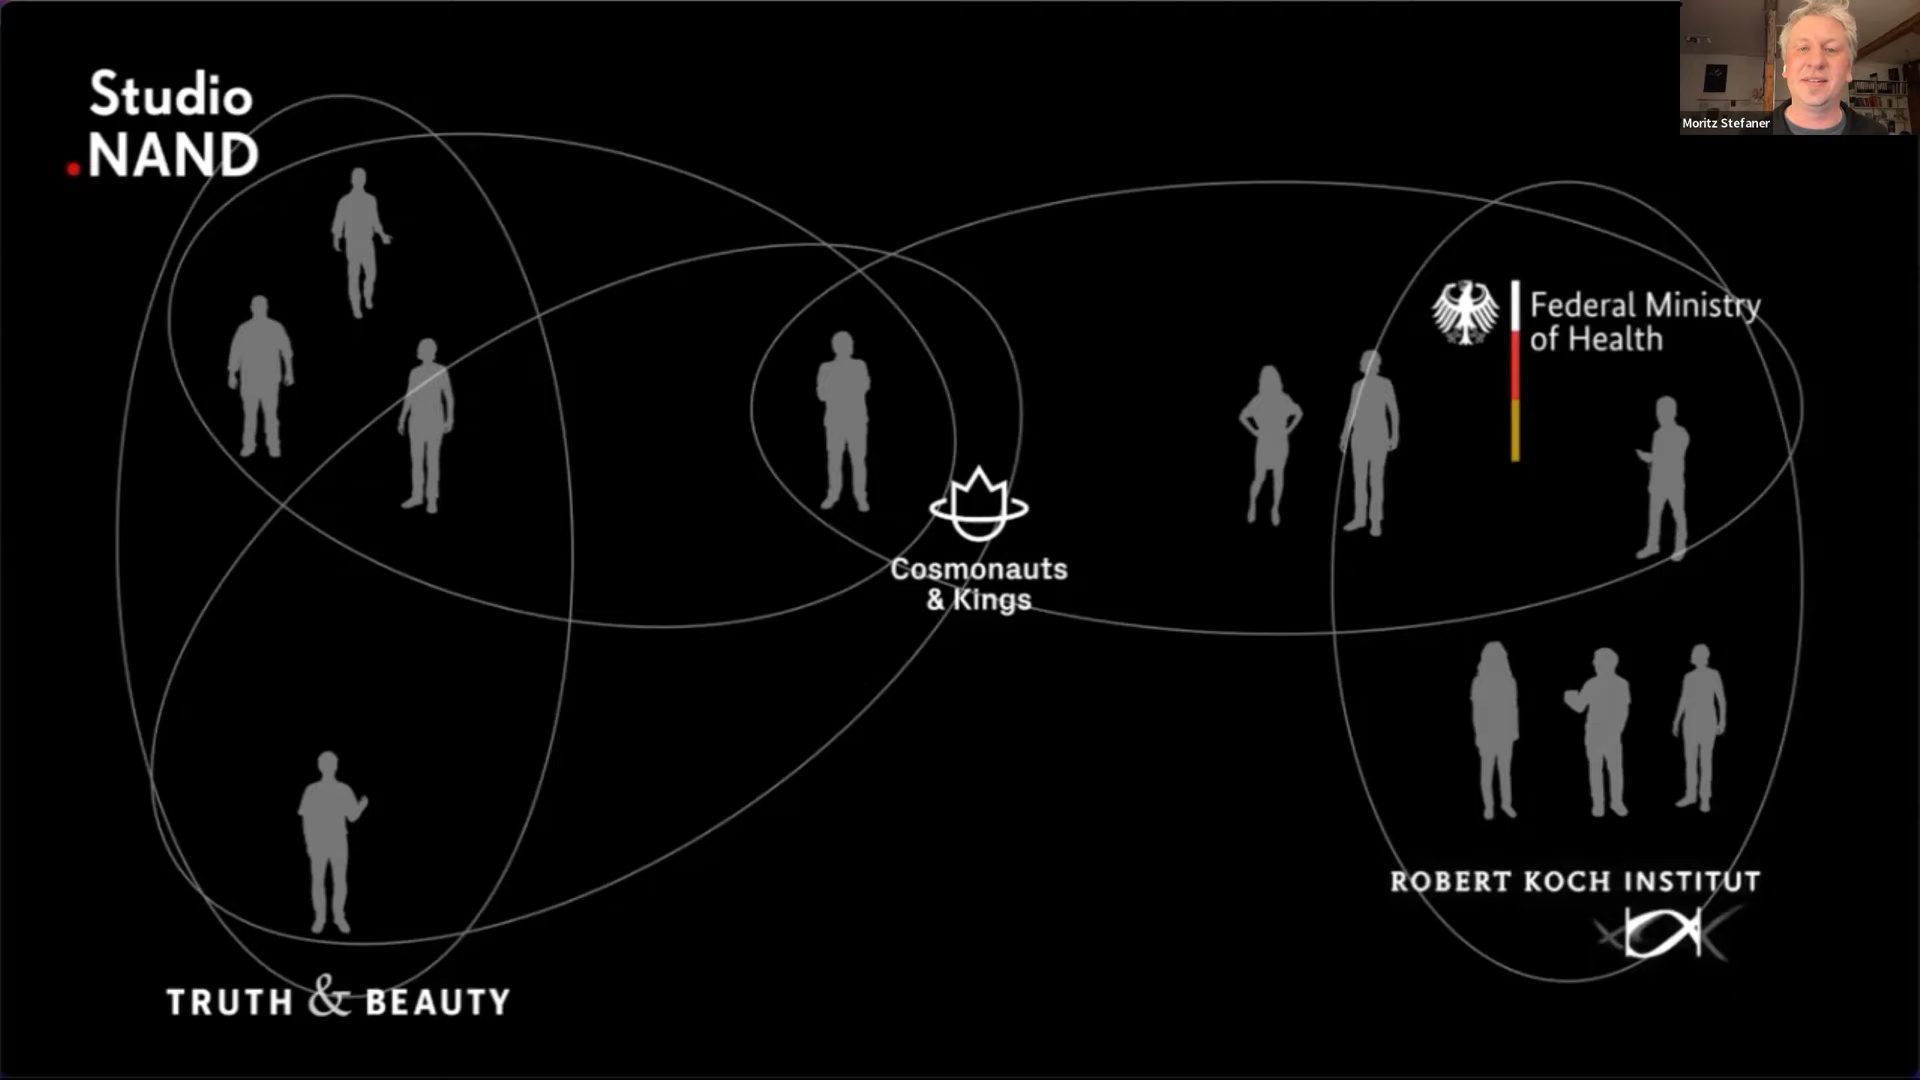 Studio
NAND
Moritz Stefaner
Federal Ministry
of Health
Cosmonauts
& Kings
ROBERT KOCH INSTITUT
TRUTH & BEAUTY